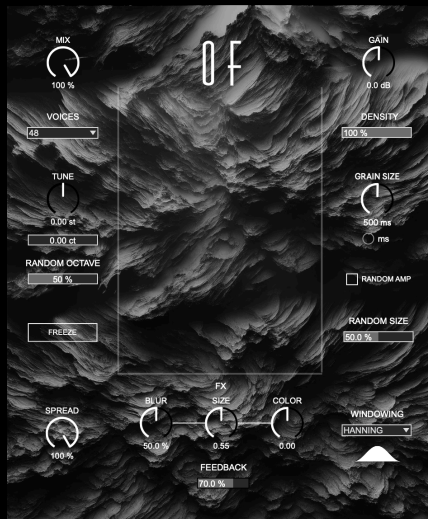 OF
MIX
100 %
GAIN
0.0 dB
VOICES
48
DENSITY
100 %
TUNE
0.00 st
0.00 ct
GRAIN SIZE
500 ms
ms
RANDOM OCTAVE
50 %
RANDOM AMP
FREEZE
RANDOM SIZE
50.0 %
FX
BLUR
50.0 %
SIZE
0.55
COLOR
0.00
SPREAD
100 %
WINDOWING
HANNING
FEEDBACK
70.0 %